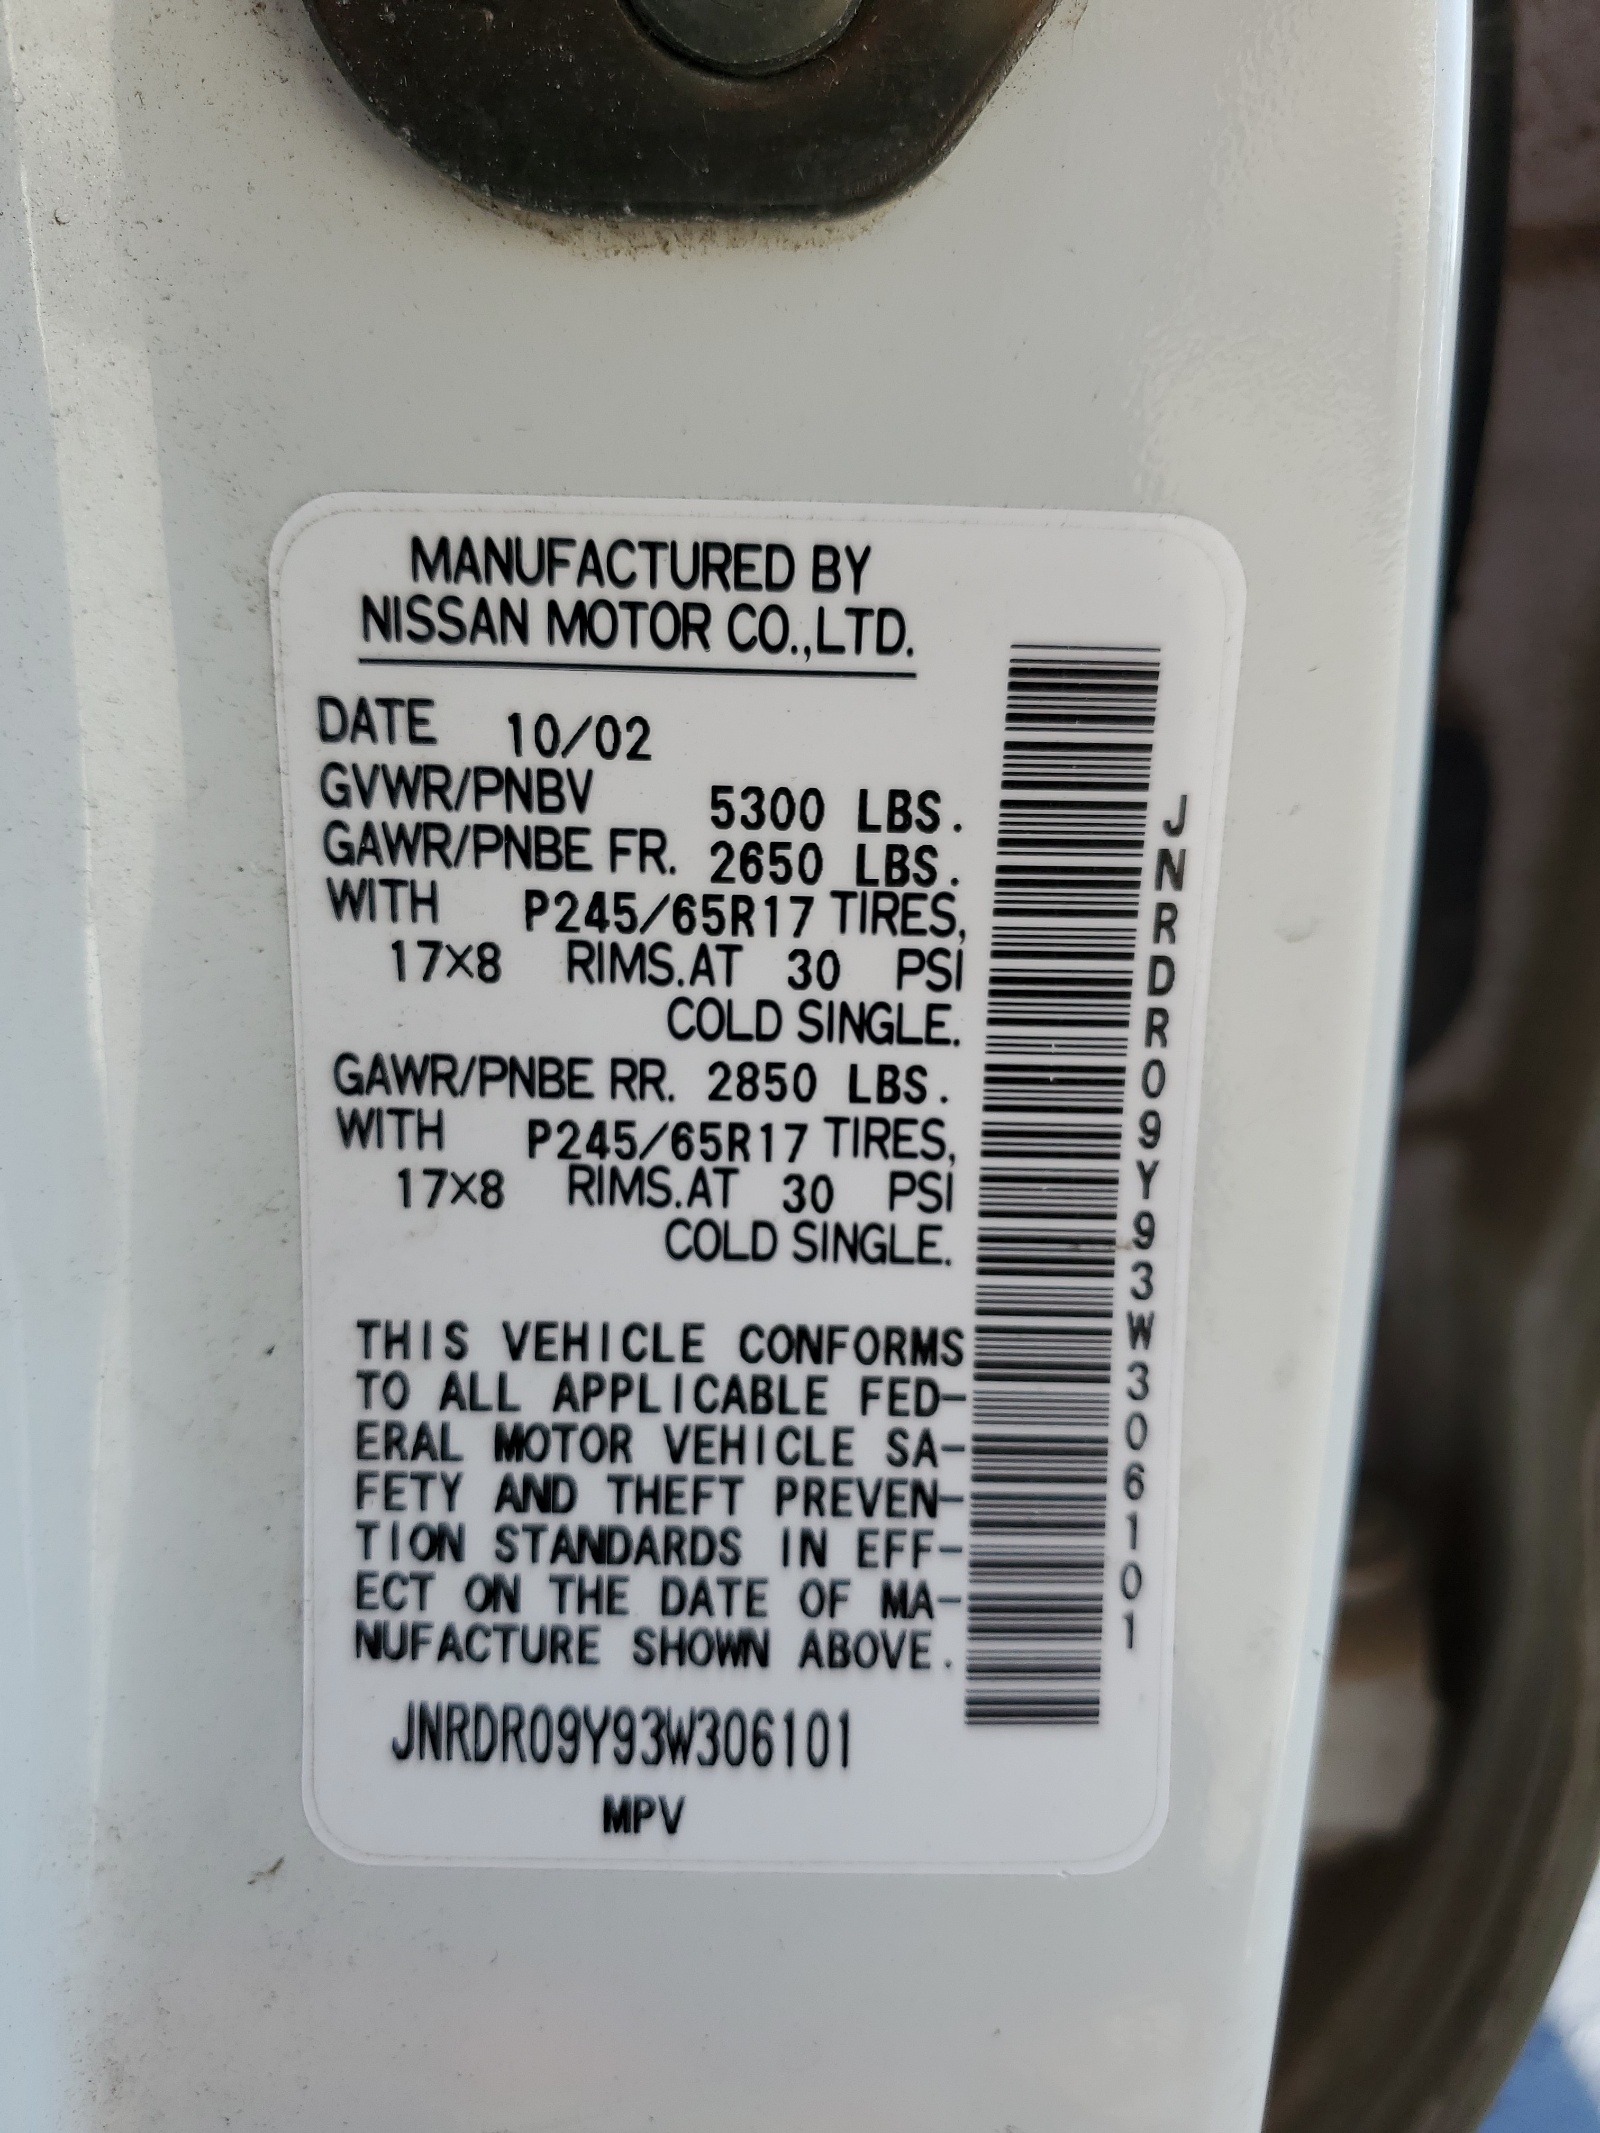 MANUFACTURED BY
NISSAN MOTOR CO.,LTD.
DATE 10/02
GVWR/PNBV 5300 LBS.
GAWR/PNBE FR. 2650 LBS.
WITH P245/65R17 TIRES,
17×8 RIMS.AT 30 PSI
COLD SINGLE.
GAWR/PNBE RR. 2850 LBS.
WITH P245/65R17 TIRES,
17×8 RIMS.AT 30 PSI
COLD SINGLE.
THIS VEHICLE CONFORMS
TO ALL APPLICABLE FED-
ERAL MOTOR VEHICLE SA-
FETY AND THEFT PREVEN-
TION STANDARDS IN EFF-
ECT ON THE DATE OF MA-
NUFACTURE SHOWN ABOVE.
JNRDR09Y93W306101
MPV
JNRDR09Y93W306101